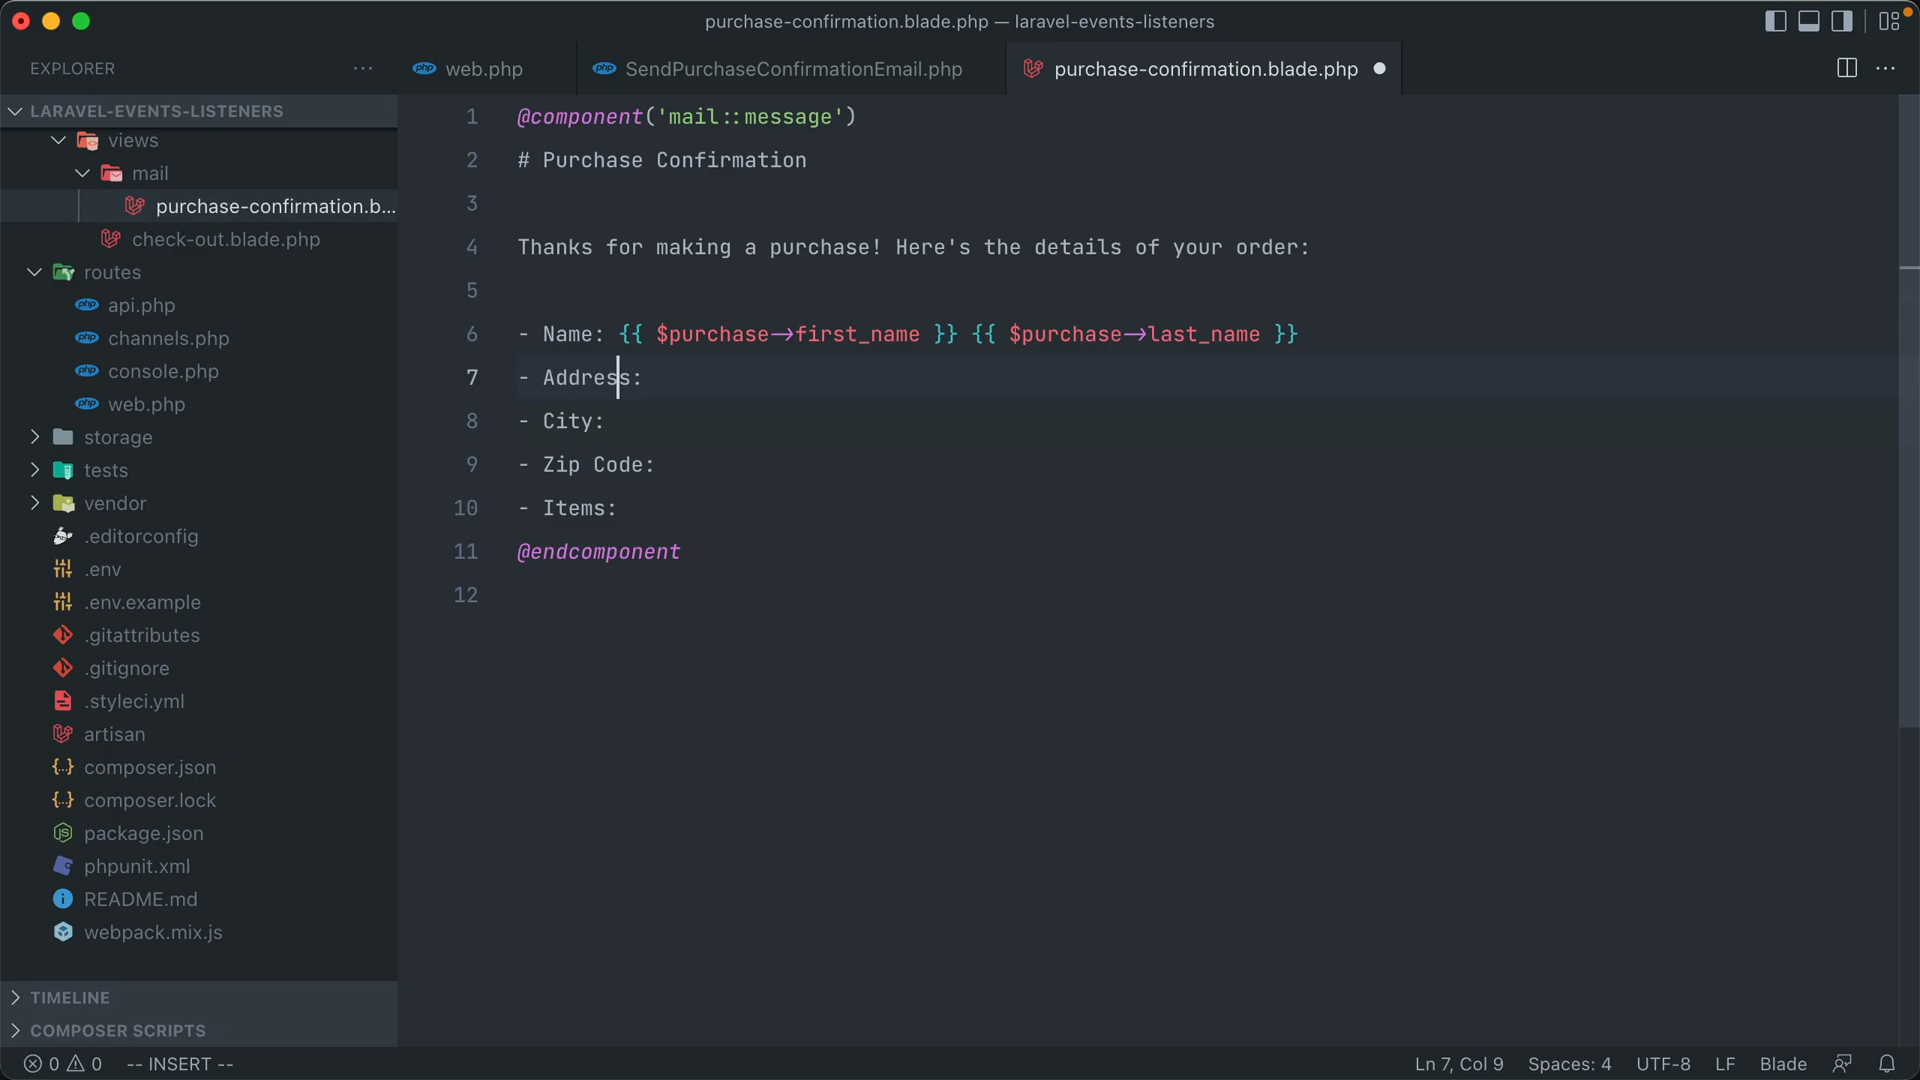 purchase-confirmation.blade.php — laravel-events-listeners
EXPLORER
web.php
SendPurchaseConfirmationEmail.php
purchase-confirmation.blade.php
LARAVEL-EVENTS-LISTENERS
views
mail
purchase-confirmation.b...
check-out.blade.php
routes
api.php
channels.php
console.php
web.php
storage
tests
vendor
.editorconfig
.env
.env.example
.gitattributes
.gitignore
.styleci.yml
artisan
composer.json
composer.lock
package.json
phpunit.xml
README.md
webpack.mix.js
TIMELINE
COMPOSER SCRIPTS
1 @component('mail::message')
2 # Purchase Confirmation
3
4 Thanks for making a purchase! Here's the details of your order:
5
6 - Name: {{ $purchase->first_name }} {{ $purchase->last_name }}
7 - Address:
8 - City:
9 - Zip Code:
10 - Items:
11 @endcomponent
12
0 0 -- INSERT --
Ln 7, Col 9 Spaces: 4 UTF-8 LF Blade